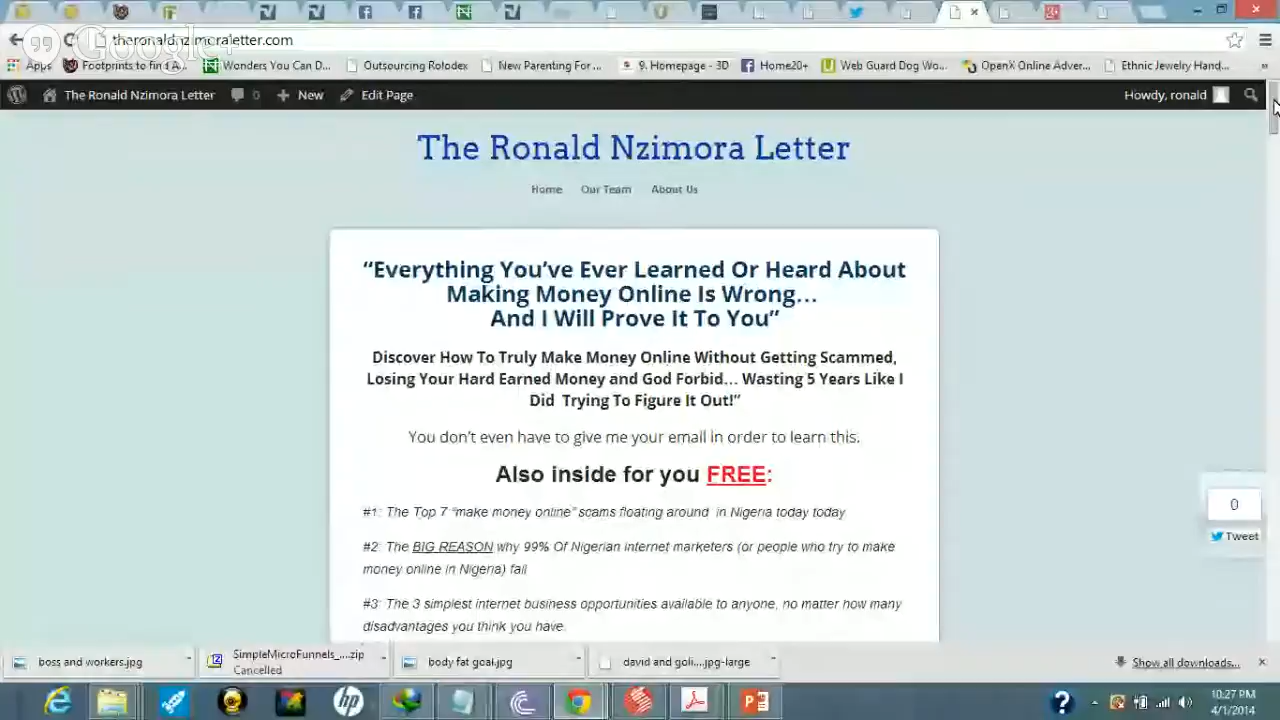 Google+
theronaldnzimoraletter.com
Apps Footprints to fin t A... Wonders You Can D... Outsourcing Rolodex New Parenting For ... 9. Homepage - 3D Home20+ Web Guard Dog Wo... OpenX Online Adver... Ethnic Jewelry Hand... »
The Ronald Nzimora Letter 0 New Edit Page Howdy, ronald
The Ronald Nzimora Letter
Home Our Team About Us
“Everything You’ve Ever Learned Or Heard About
Making Money Online Is Wrong…
And I Will Prove It To You”
Discover How To Truly Make Money Online Without Getting Scammed,
Losing Your Hard Earned Money and God Forbid… Wasting 5 Years Like I
Did Trying To Figure It Out!”
You don’t even have to give me your email in order to learn this.
Also inside for you FREE:
#1: The Top 7 “make money online” scams floating around in Nigeria today today
#2: The BIG REASON why 99% Of Nigerian internet marketers (or people who try to make
money online in Nigeria) fail
#3: The 3 simplest internet business opportunities available to anyone, no matter how many
disadvantages you think you have.
0
Tweet
boss and workers.jpg SimpleMicroFunnels_...zip body fat goal.jpg david and goli....jpg-large Show all downloads...
Cancelled
10:27 PM
4/1/2014